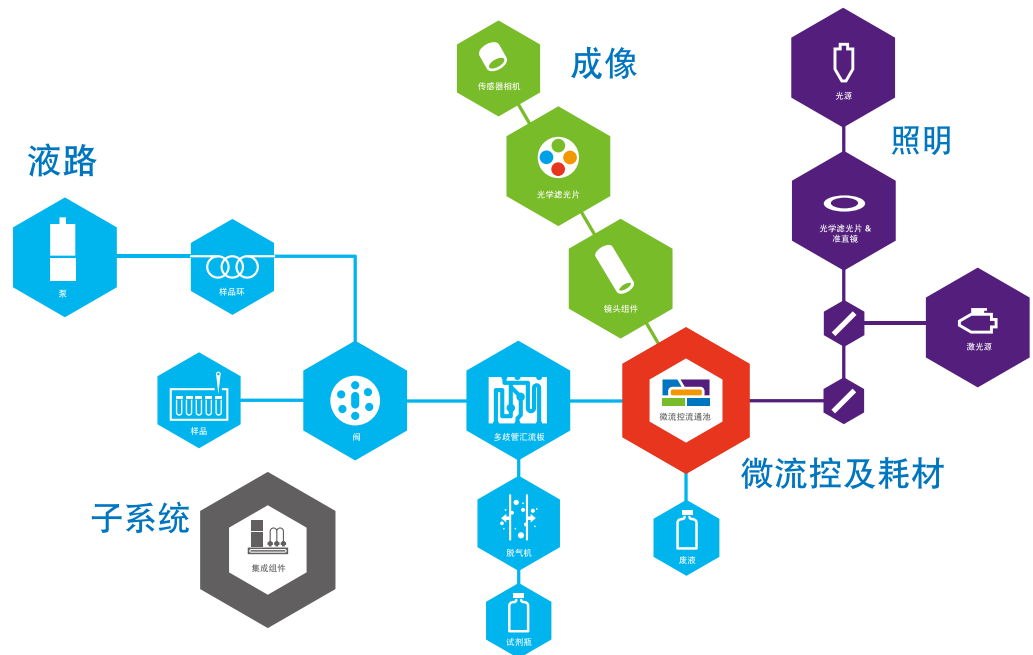 传感器相机
成像
光源
照明
液路
光学滤光片
光学滤光片 &
准直镜
泵
样品环
镜头组件
激光源
样品
阀
多歧管汇流板
微流控流通池
微流控及耗材
子系统
集成组件
脱气机
废液
试剂瓶